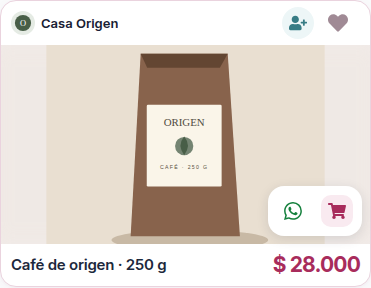 O
Casa Origen
ORIGEN
CAFÉ · 250 G
Café de origen · 250 g
$ 28.000